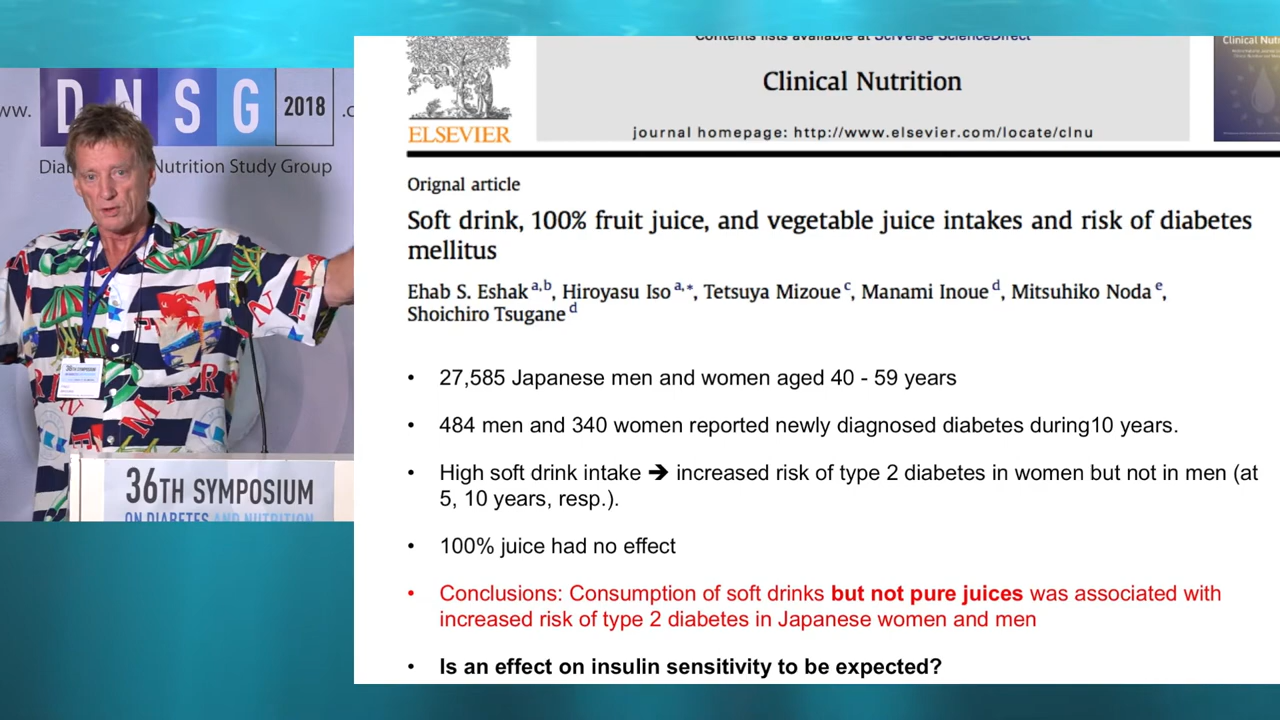 ww.
D N S G 2018
.c
Diab Nutrition Study Group
36TH SYMPOSIUM
36TH SYMPOSIUM
ON DIABETES AND NUTRITION
Contents lists available at SciVerse ScienceDirect
Clinical Nutrition
journal homepage: http://www.elsevier.com/locate/clnu
ELSEVIER
Clinical Nutr
Orignal article
Soft drink, 100% fruit juice, and vegetable juice intakes and risk of diabetes
mellitus
Ehab S. Eshak a,b, Hiroyasu Iso a,*, Tetsuya Mizoue c, Manami Inoue d, Mitsuhiko Noda e,
Shoichiro Tsugane d
• 27,585 Japanese men and women aged 40 - 59 years
• 484 men and 340 women reported newly diagnosed diabetes during10 years.
• High soft drink intake ➔ increased risk of type 2 diabetes in women but not in men (at
5, 10 years, resp.).
• 100% juice had no effect
• Conclusions: Consumption of soft drinks but not pure juices was associated with
increased risk of type 2 diabetes in Japanese women and men
• Is an effect on insulin sensitivity to be expected?